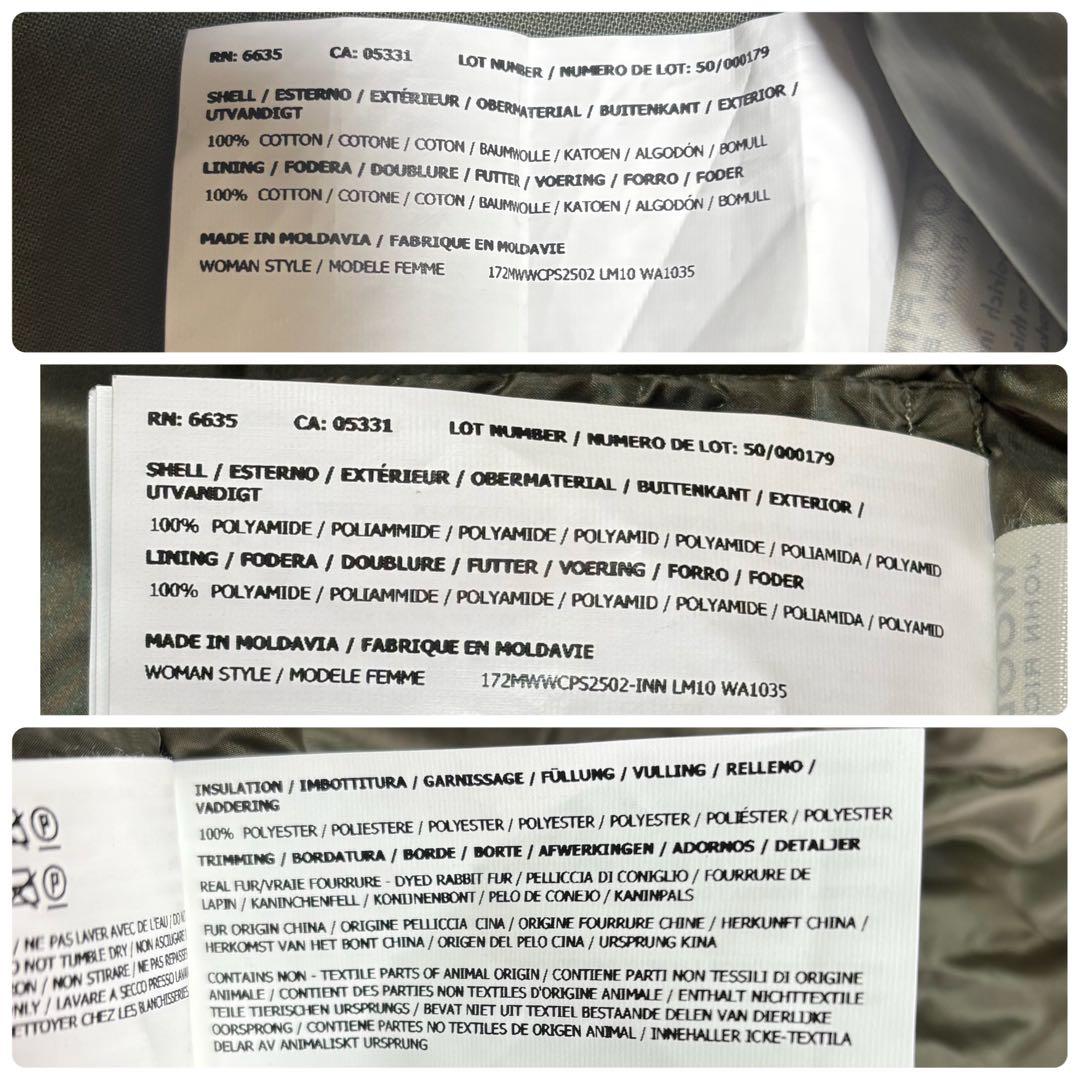 RN: 6635 CA: 05331 LOT NUMBER / NUMERO DE LOT: 50/000179
SHELL / ESTERNO / EXTÉRIEUR / OBERMATERIAL / BUITENKANT / EXTERIOR /
UTVANDIGT
100% COTTON / COTONE / COTON / BAUMWOLLE / KATOEN / ALGODÓN / BOMULL
LINING / FODERA / DOUBLURE / FUTTER / VOERING / FORRO / FODER
100% COTTON / COTONE / COTON / BAUMWOLLE / KATOEN / ALGODÓN / BOMULL
MADE IN MOLDAVIA / FABRIQUE EN MOLDAVIE
WOMAN STYLE / MODELE FEMME 172MWWCPS2502 LM10 WA1035
RN: 6635 CA: 05331 LOT NUMBER / NUMERO DE LOT: 50/000179
SHELL / ESTERNO / EXTÉRIEUR / OBERMATERIAL / BUITENKANT / EXTERIOR /
UTVANDIGT
100% POLYAMIDE / POLIAMMIDE / POLYAMIDE / POLYAMID / POLYAMIDE / POLIAMIDA / POLYAMID
LINING / FODERA / DOUBLURE / FUTTER / VOERING / FORRO / FODER
100% POLYAMIDE / POLIAMMIDE / POLYAMIDE / POLYAMID / POLYAMIDE / POLIAMIDA / POLYAMID
MADE IN MOLDAVIA / FABRIQUE EN MOLDAVIE
WOMAN STYLE / MODELE FEMME 172MWWCPS2502-INN LM10 WA1035
JOHN RICH
WOOL
INSULATION / IMBOTTITURA / GARNISSAGE / FÜLLUNG / VULLING / RELLENO /
VADDERING
100% POLYESTER / POLIESTERE / POLYESTER / POLYESTER / POLYESTER / POLIÉSTER / POLYESTER
TRIMMING / BORDATURA / BORDE / BORTE / AFWERKINGEN / ADORNOS / DETALJER
REAL FUR/VRAIE FOURRURE - DYED RABBIT FUR / PELLICCIA DI CONIGLIO / FOURRURE DE
LAPIN / KANINCHENFELL / KONIJNENBONT / PELO DE CONEJO / KANINPALS
FUR ORIGIN CHINA / ORIGINE PELLICCIA CINA / ORIGINE FOURRURE CHINE / HERKUNFT CHINA /
HERKOMST VAN HET BONT CHINA / ORIGEN DEL PELO CINA / URSPRUNG KINA
CONTAINS NON - TEXTILE PARTS OF ANIMAL ORIGIN / CONTIENE PARTI NON TESSILI DI ORIGINE
ANIMALE / CONTIENT DES PARTIES NON TEXTILES D'ORIGINE ANIMALE / ENTHALT NICHTTEXTILE
TEILE TIERISCHEN URSPRUNGS / BEVAT NIET UIT TEXTIEL BESTAANDE DELEN VAN DIERLIJKE
OORSPRONG / CONTIENE PARTES NO TEXTILES DE ORIGEN ANIMAL / INNEHALLER ICKE-TEXTILA
DELAR AV ANIMALISKT URSPRUNG
P
P
/ NE PAS LAVER AVEC DE L'EAU / DO
NOT TUMBLE DRY / NON ASCIUGARE
/ NON STIRARE / NE PAS REPASSER
/ LAVARE A SECCO PRESSO
CHEZ LES BLANCHISSERIES